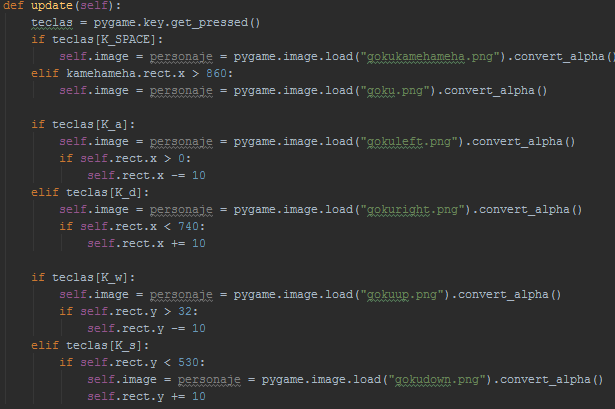 def update(self):
teclas = pygame.key.get_pressed()
if teclas[K_SPACE]:
self.image = personaje = pygame.image.load("gokukamehameha.png").convert_alpha()
elif kamehameha.rect.x > 860:
self.image = personaje = pygame.image.load("goku.png").convert_alpha()
if teclas[K_a]:
self.image = personaje = pygame.image.load("gokuleft.png").convert_alpha()
if self.rect.x > 0:
self.rect.x -= 10
elif teclas[K_d]:
self.image = personaje = pygame.image.load("gokuright.png").convert_alpha()
if self.rect.x < 740:
self.rect.x += 10
if teclas[K_w]:
self.image = personaje = pygame.image.load("gokuup.png").convert_alpha()
if self.rect.y > 32:
self.rect.y -= 10
elif teclas[K_s]:
if self.rect.y < 530:
self.image = personaje = pygame.image.load("gokudown.png").convert_alpha()
self.rect.y += 10